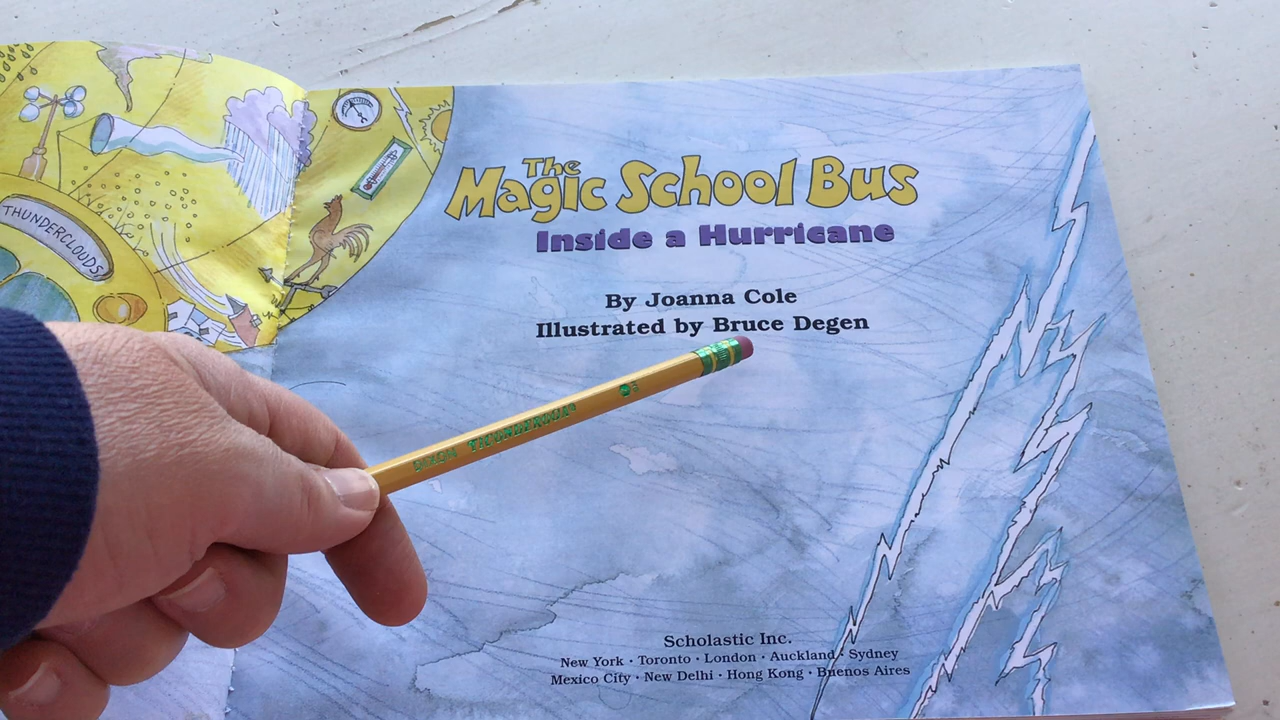 THUNDERCLOUDS
The
Magic School Bus
Inside a Hurricane
By Joanna Cole
Illustrated by Bruce Degen
DIXON TICONDEROGA
Scholastic Inc.
New York · Toronto · London · Auckland · Sydney
Mexico City · New Delhi · Hong Kong · Buenos Aires